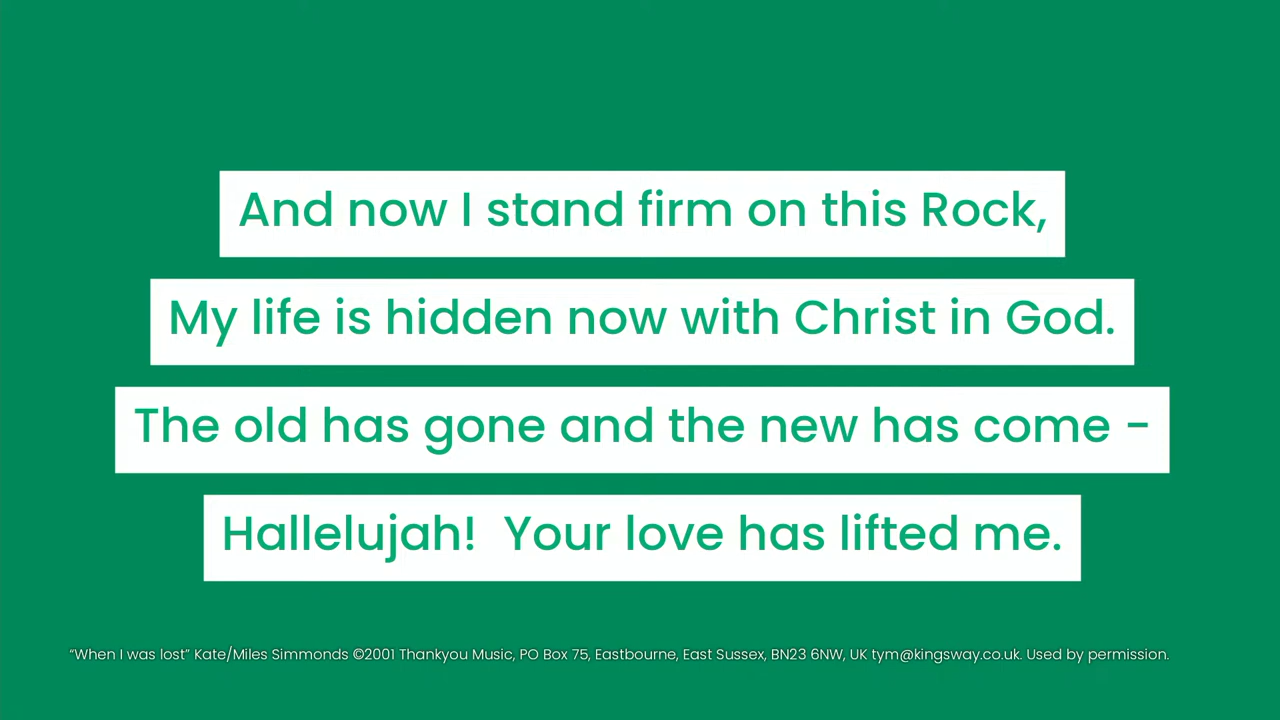 And now I stand firm on this Rock,
My life is hidden now with Christ in God.
The old has gone and the new has come -
Hallelujah!  Your love has lifted me.
"When I was lost" Kate/Miles Simmonds ©2001 Thankyou Music, PO Box 75, Eastbourne, East Sussex, BN23 6NW, UK tym@kingsway.co.uk. Used by permission.